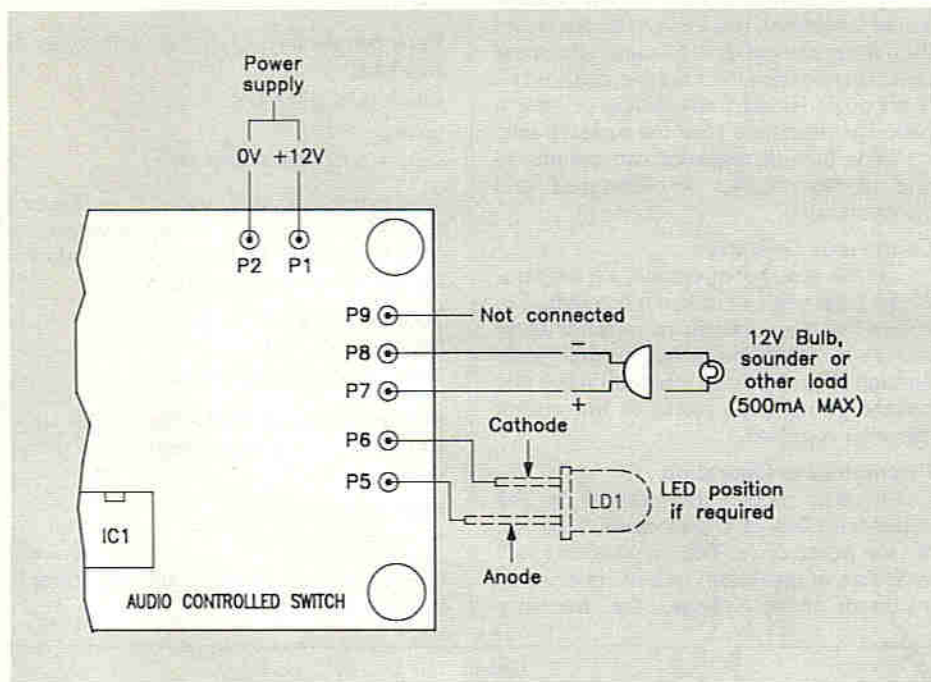 Power
supply
0V +12V
P2 P1
P9 Not connected
P8 −
P7 +
12V Bulb,
sounder or
other load
(500mA MAX)
P6 Cathode
P5 Anode
LD1
LED position
if required
IC1
AUDIO CONTROLLED SWITCH